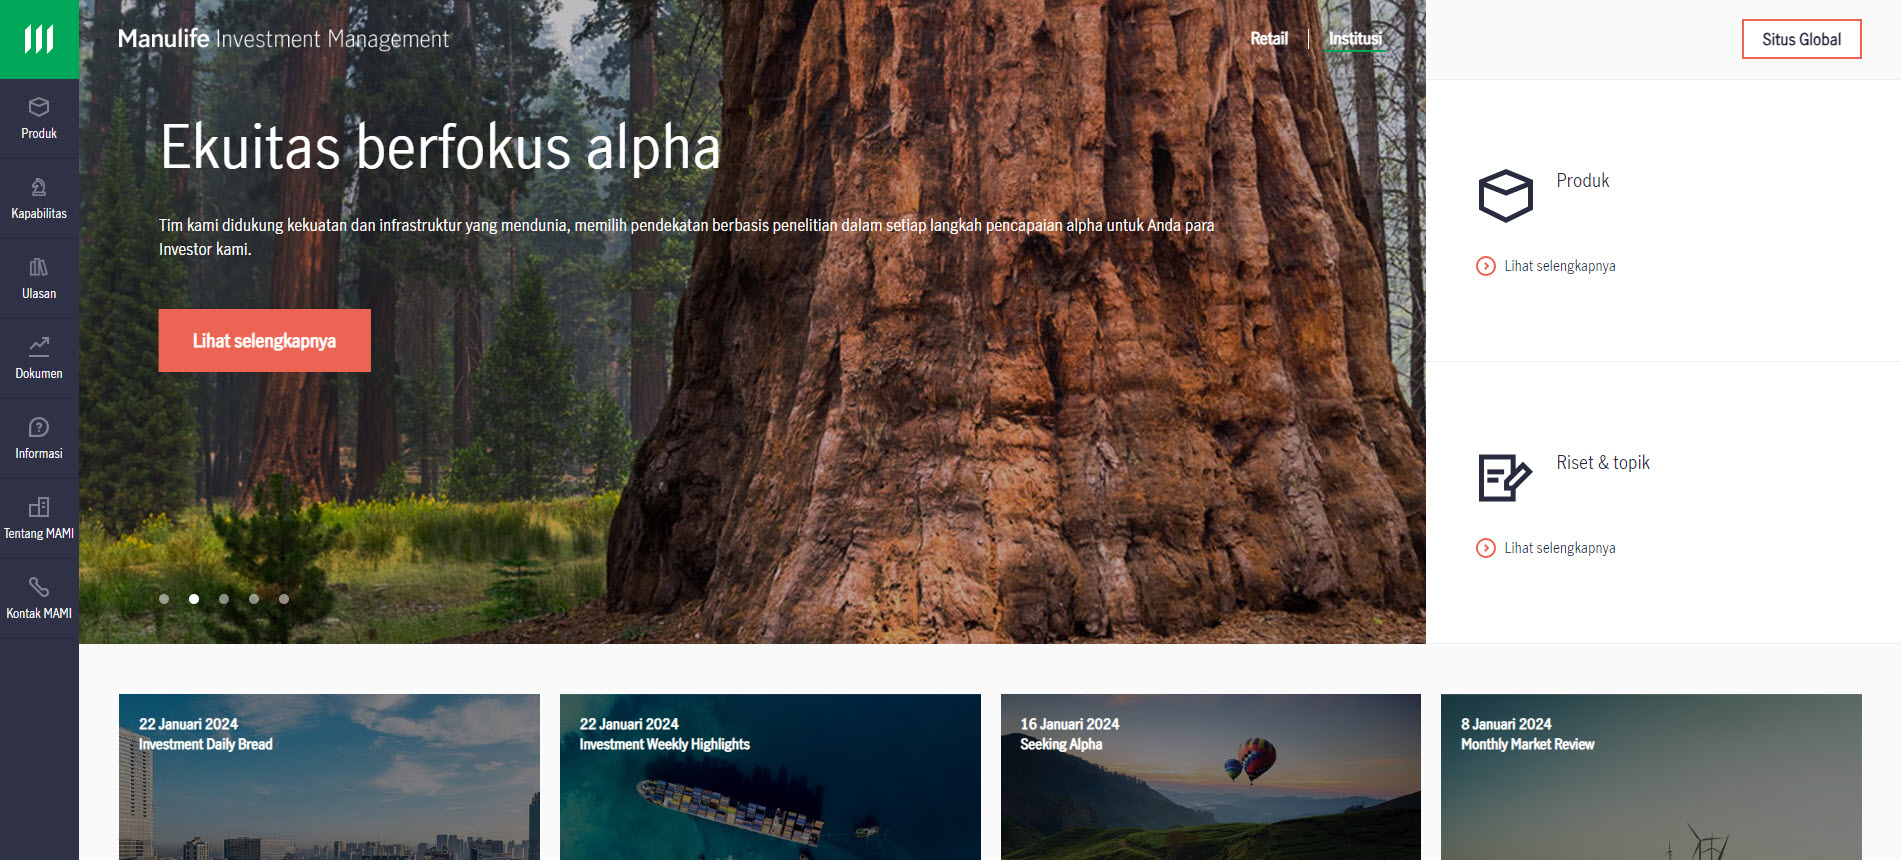 Manulife Investment Management
Retail
Institusi
Situs Global
Produk
Kapabilitas
Ulasan
Dokumen
Informasi
Tentang MAMI
Kontak MAMI
Ekuitas berfokus alpha
Tim kami didukung kekuatan dan infrastruktur yang mendunia, memilih pendekatan berbasis penelitian dalam setiap langkah pencapaian alpha untuk Anda para
Investor kami.
Lihat selengkapnya
Produk
Lihat selengkapnya
Riset & topik
Lihat selengkapnya
22 Januari 2024
Investment Daily Bread
22 Januari 2024
Investment Weekly Highlights
16 Januari 2024
Seeking Alpha
8 Januari 2024
Monthly Market Review